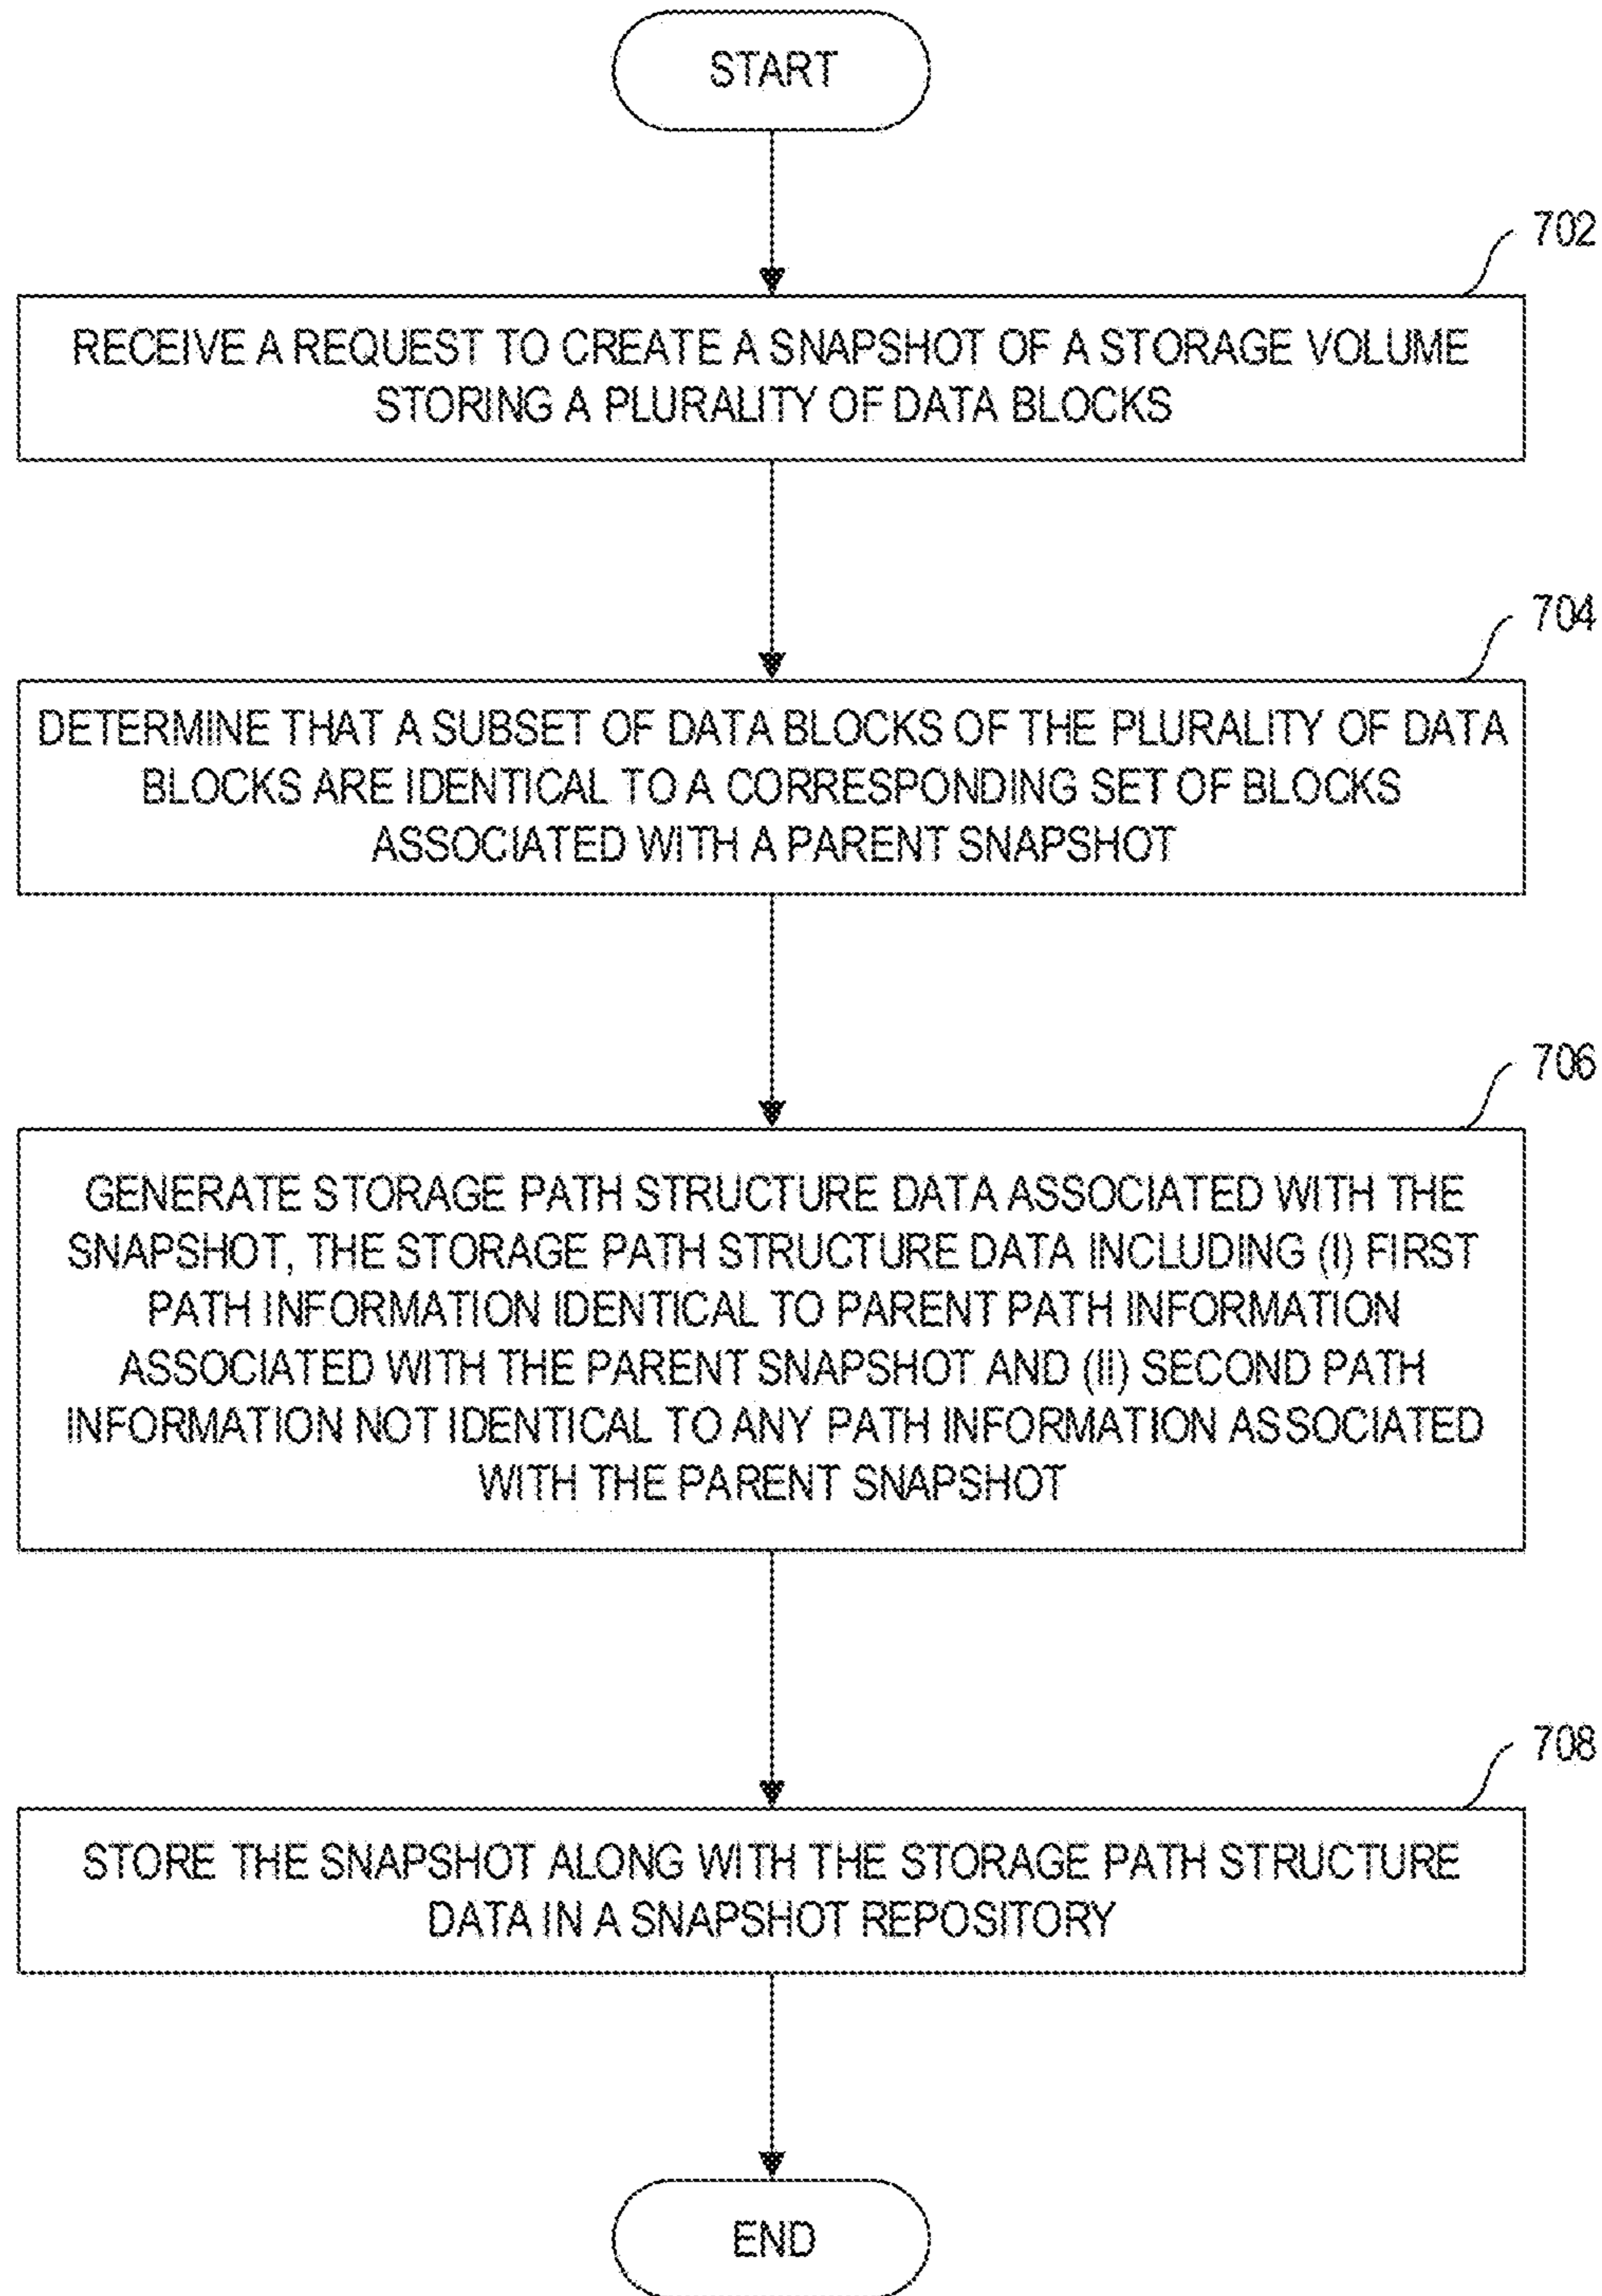 START
702
RECEIVE A REQUEST TO CREATE A SNAPSHOT OF A STORAGE VOLUME
STORING A PLURALITY OF DATA BLOCKS
704
DETERMINE THAT A SUBSET OF DATA BLOCKS OF THE PLURALITY OF DATA
BLOCKS ARE IDENTICAL TO A CORRESPONDING SET OF BLOCKS
ASSOCIATED WITH A PARENT SNAPSHOT
706
GENERATE STORAGE PATH STRUCTURE DATA ASSOCIATED WITH THE
SNAPSHOT, THE STORAGE PATH STRUCTURE DATA INCLUDING (I) FIRST
PATH INFORMATION IDENTICAL TO PARENT PATH INFORMATION
ASSOCIATED WITH THE PARENT SNAPSHOT AND (II) SECOND PATH
INFORMATION NOT IDENTICAL TO ANY PATH INFORMATION ASSOCIATED
WITH THE PARENT SNAPSHOT
708
STORE THE SNAPSHOT ALONG WITH THE STORAGE PATH STRUCTURE
DATA IN A SNAPSHOT REPOSITORY
END